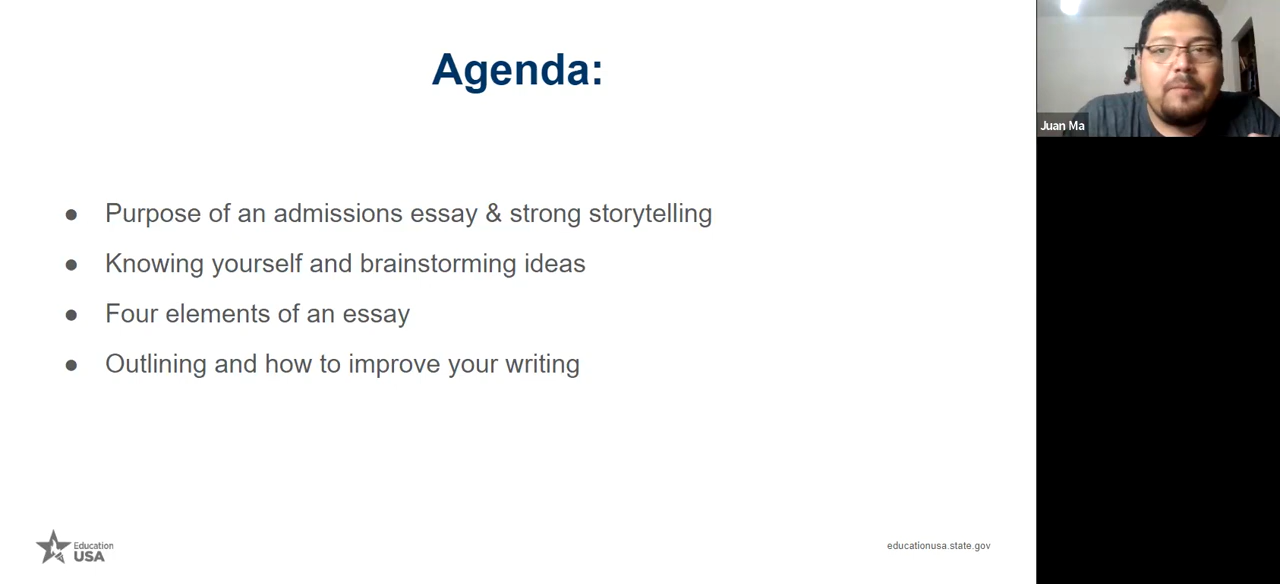 Agenda:
● Purpose of an admissions essay & strong storytelling
● Knowing yourself and brainstorming ideas
● Four elements of an essay
● Outlining and how to improve your writing
Education
USA
educationusa.state.gov
Juan Ma